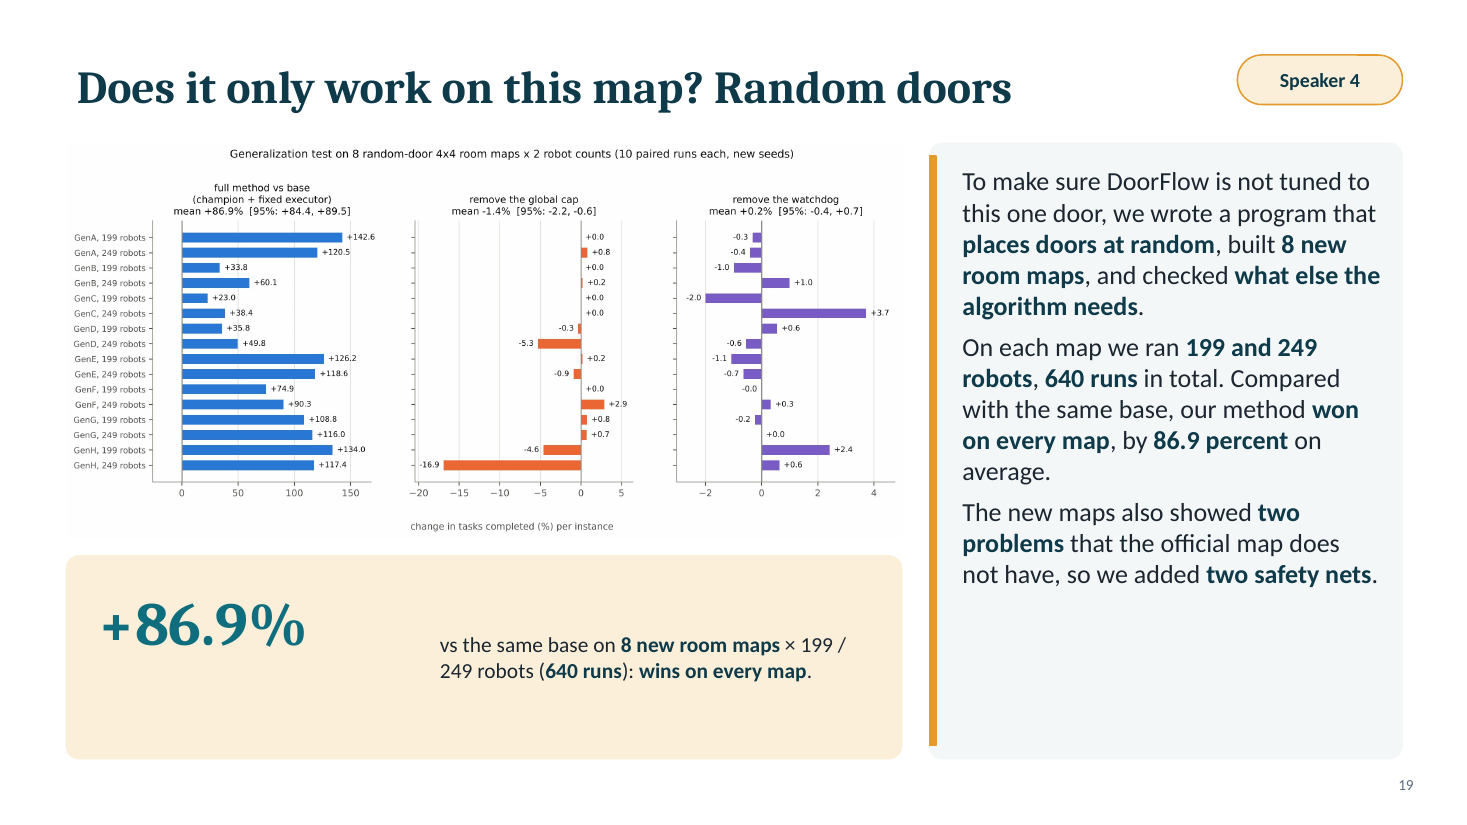 Does it only work on this map? Random doors
Speaker 4
Generalization test on 8 random-door 4x4 room maps x 2 robot counts (10 paired runs each, new seeds)
full method vs base
(champion + fixed executor)
mean +86.9% [95%: +84.4, +89.5]
GenA, 199 robots
GenA, 249 robots
GenB, 199 robots
GenB, 249 robots
GenC, 199 robots
GenC, 249 robots
GenD, 199 robots
GenD, 249 robots
GenE, 199 robots
GenE, 249 robots
GenF, 199 robots
GenF, 249 robots
GenG, 199 robots
GenG, 249 robots
GenH, 199 robots
GenH, 249 robots
+142.6
+120.5
+33.8
+60.1
+23.0
+38.4
+35.8
+49.8
+126.2
+118.6
+74.9
+90.3
+108.8
+116.0
+134.0
+117.4
0 50 100 150
remove the global cap
mean -1.4% [95%: -2.2, -0.6]
+0.0
+0.8
+0.0
+0.2
+0.0
+0.0
-0.3
-5.3
+0.2
-0.9
+0.0
+2.9
+0.8
+0.7
-4.6
-16.9
−20 −15 −10 −5 0 5
remove the watchdog
mean +0.2% [95%: -0.4, +0.7]
-0.3
-0.4
-1.0
+1.0
-2.0
+3.7
+0.6
-0.6
-1.1
-0.7
-0.0
+0.3
-0.2
+0.0
+2.4
+0.6
−2 0 2 4
change in tasks completed (%) per instance
+86.9%
vs the same base on 8 new room maps × 199 /
249 robots (640 runs): wins on every map.
To make sure DoorFlow is not tuned to
this one door, we wrote a program that
places doors at random, built 8 new
room maps, and checked what else the
algorithm needs.
On each map we ran 199 and 249
robots, 640 runs in total. Compared
with the same base, our method won
on every map, by 86.9 percent on
average.
The new maps also showed two
problems that the official map does
not have, so we added two safety nets.
19